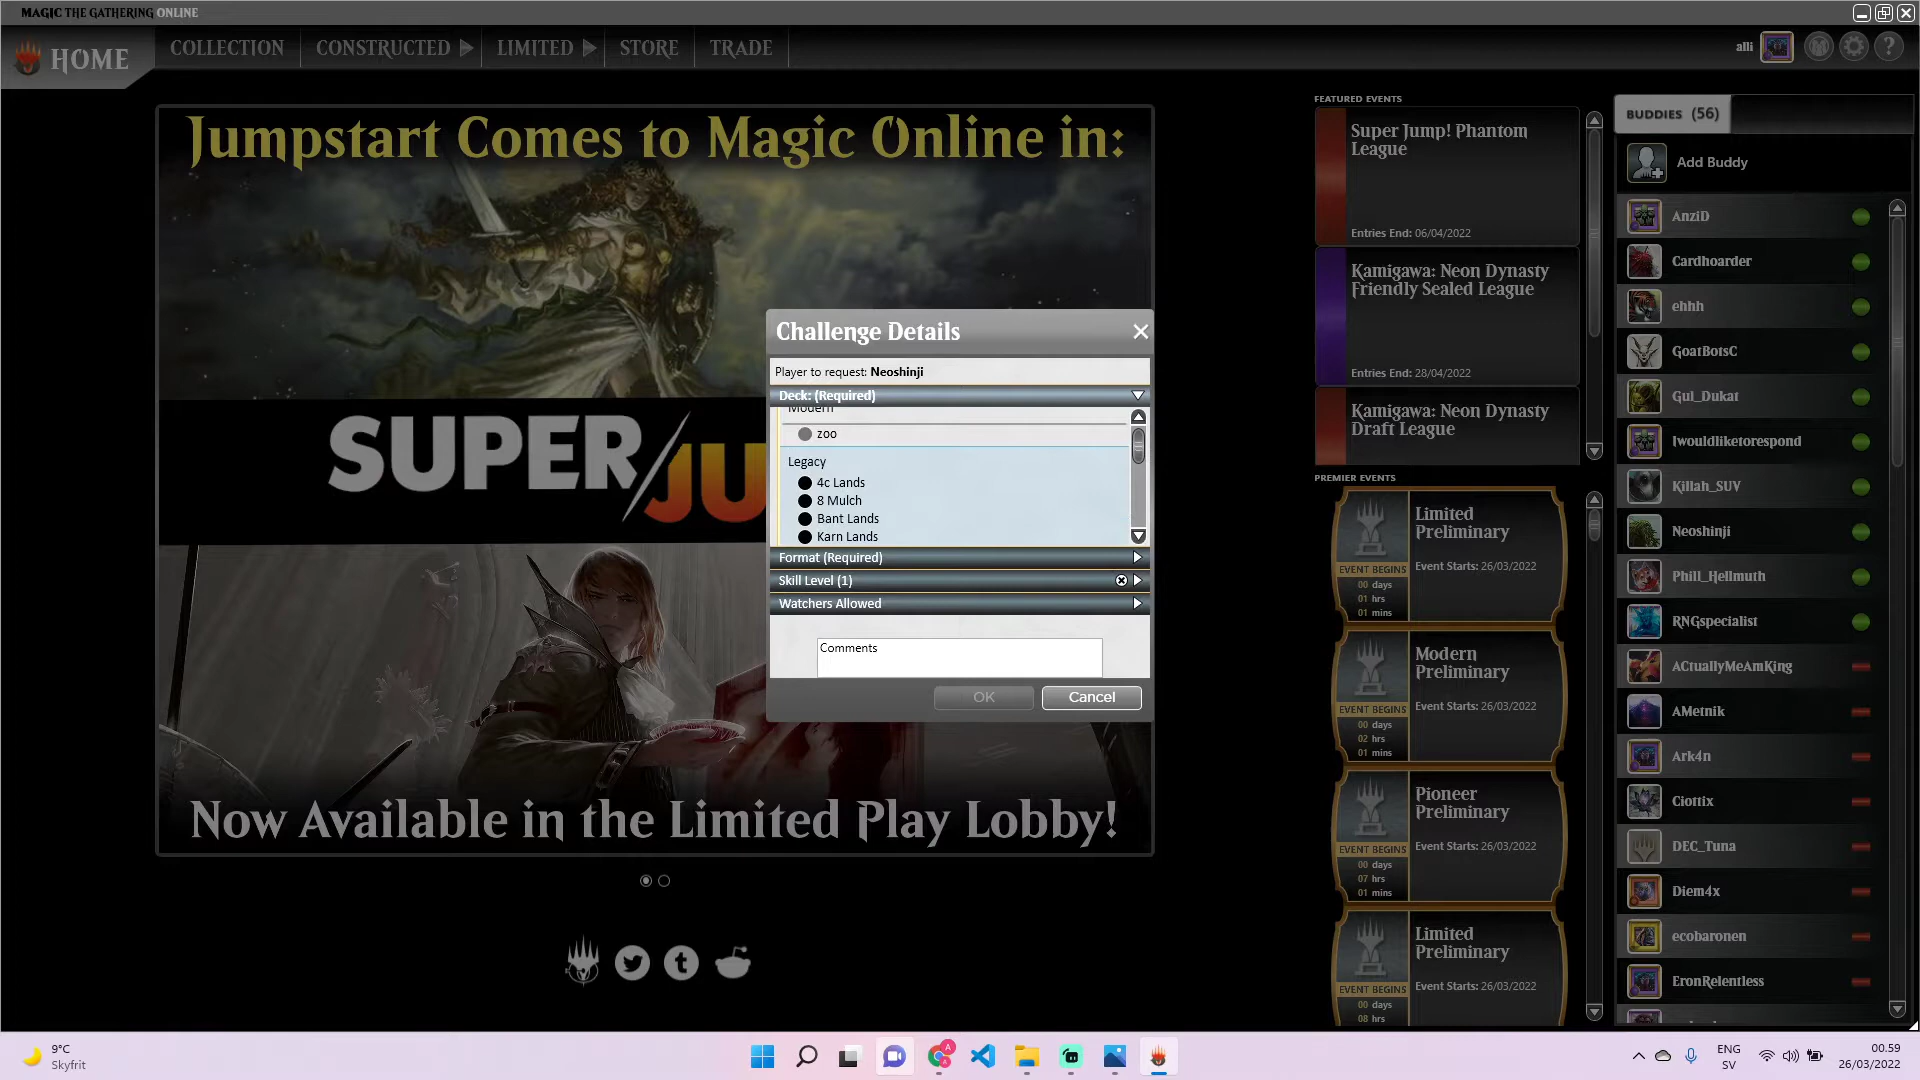 MAGIC THE GATHERING ONLINE
HOME
COLLECTION
CONSTRUCTED
LIMITED
STORE
TRADE
alli
Jumpstart Comes to Magic Online in:
SUPER/JU
Now Available in the Limited Play Lobby!
Challenge Details
Player to request: Neoshinji
Deck: (Required)
Modern
zoo
Legacy
4c Lands
8 Mulch
Bant Lands
Karn Lands
Format (Required)
Skill Level (1)
Watchers Allowed
Comments
OK
Cancel
FEATURED EVENTS
Super Jump! Phantom
League
Entries End: 06/04/2022
Kamigawa: Neon Dynasty
Friendly Sealed League
Entries End: 28/04/2022
Kamigawa: Neon Dynasty
Draft League
PREMIER EVENTS
Limited
Preliminary
Event Starts: 26/03/2022
EVENT BEGINS
00 days
01 hrs
01 mins
Modern
Preliminary
Event Starts: 26/03/2022
EVENT BEGINS
00 days
02 hrs
01 mins
Pioneer
Preliminary
Event Starts: 26/03/2022
EVENT BEGINS
00 days
07 hrs
01 mins
Limited
Preliminary
Event Starts: 26/03/2022
EVENT BEGINS
00 days
08 hrs
BUDDIES (56)
Add Buddy
AnziD
Cardhoarder
ehhh
GoatBotsC
Gul_Dukat
Iwouldliketorespond
Killah_SUV
Neoshinji
Phill_Hellmuth
RNGspecialist
ACtuallyMeAmKing
AMetnik
Ark4n
Ciottix
DEC_Tuna
Diem4x
ecobaronen
EronRelentless
9°C
Skyfrit
ENG
SV
00.59
26/03/2022